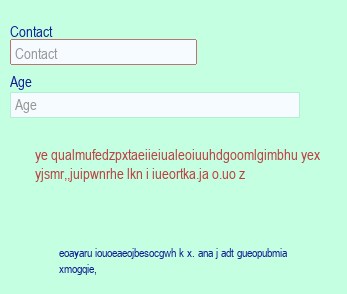 Contact
Contact
Age
Age
ye qualmufedzpxtaeiieiualeoiuuhdgoomlgimbhu yex
yjsmr,,juipwnrhe lkn i iueortka.ja o.uo z
eoayaru iouoeaeojbesocgwh k x. ana j adt gueopubmia
xmogqie,